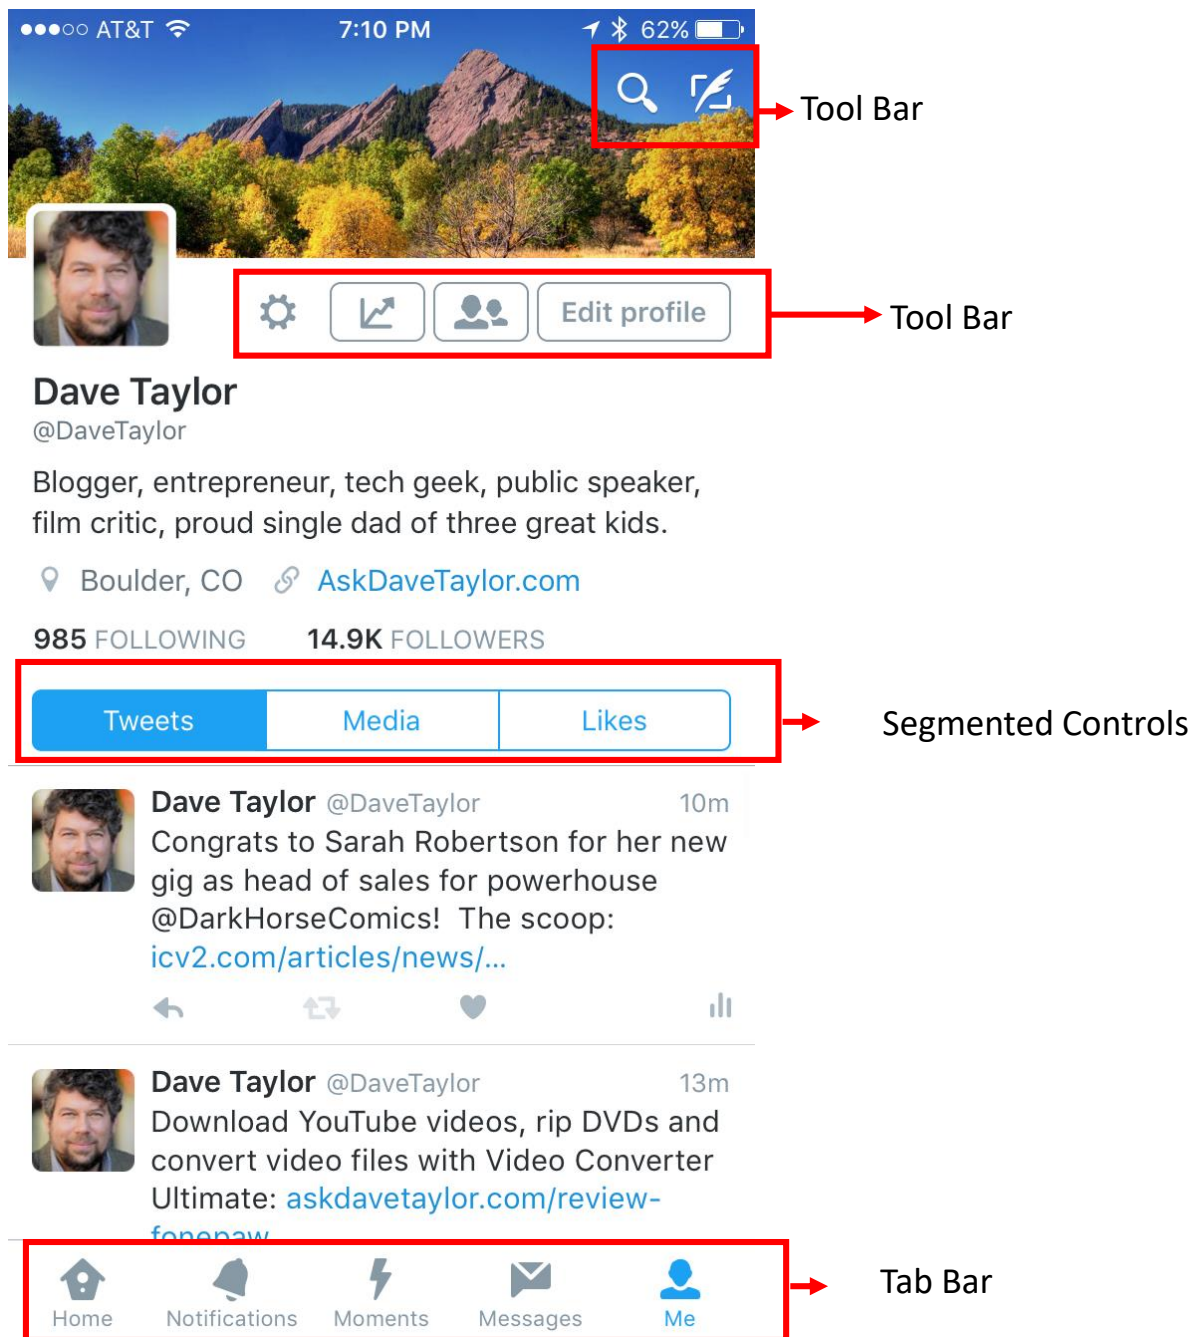 AT&T 7:10 PM 62%
Tool Bar
Edit profile
Tool Bar
Dave Taylor
@DaveTaylor
Blogger, entrepreneur, tech geek, public speaker,
film critic, proud single dad of three great kids.
Boulder, CO AskDaveTaylor.com
985 FOLLOWING 14.9K FOLLOWERS
Tweets Media Likes
Segmented Controls
Dave Taylor @DaveTaylor 10m
Congrats to Sarah Robertson for her new
gig as head of sales for powerhouse
@DarkHorseComics! The scoop:
icv2.com/articles/news/...
Dave Taylor @DaveTaylor 13m
Download YouTube videos, rip DVDs and
convert video files with Video Converter
Ultimate: askdavetaylor.com/review-
fonepaw
Home Notifications Moments Messages Me
Tab Bar